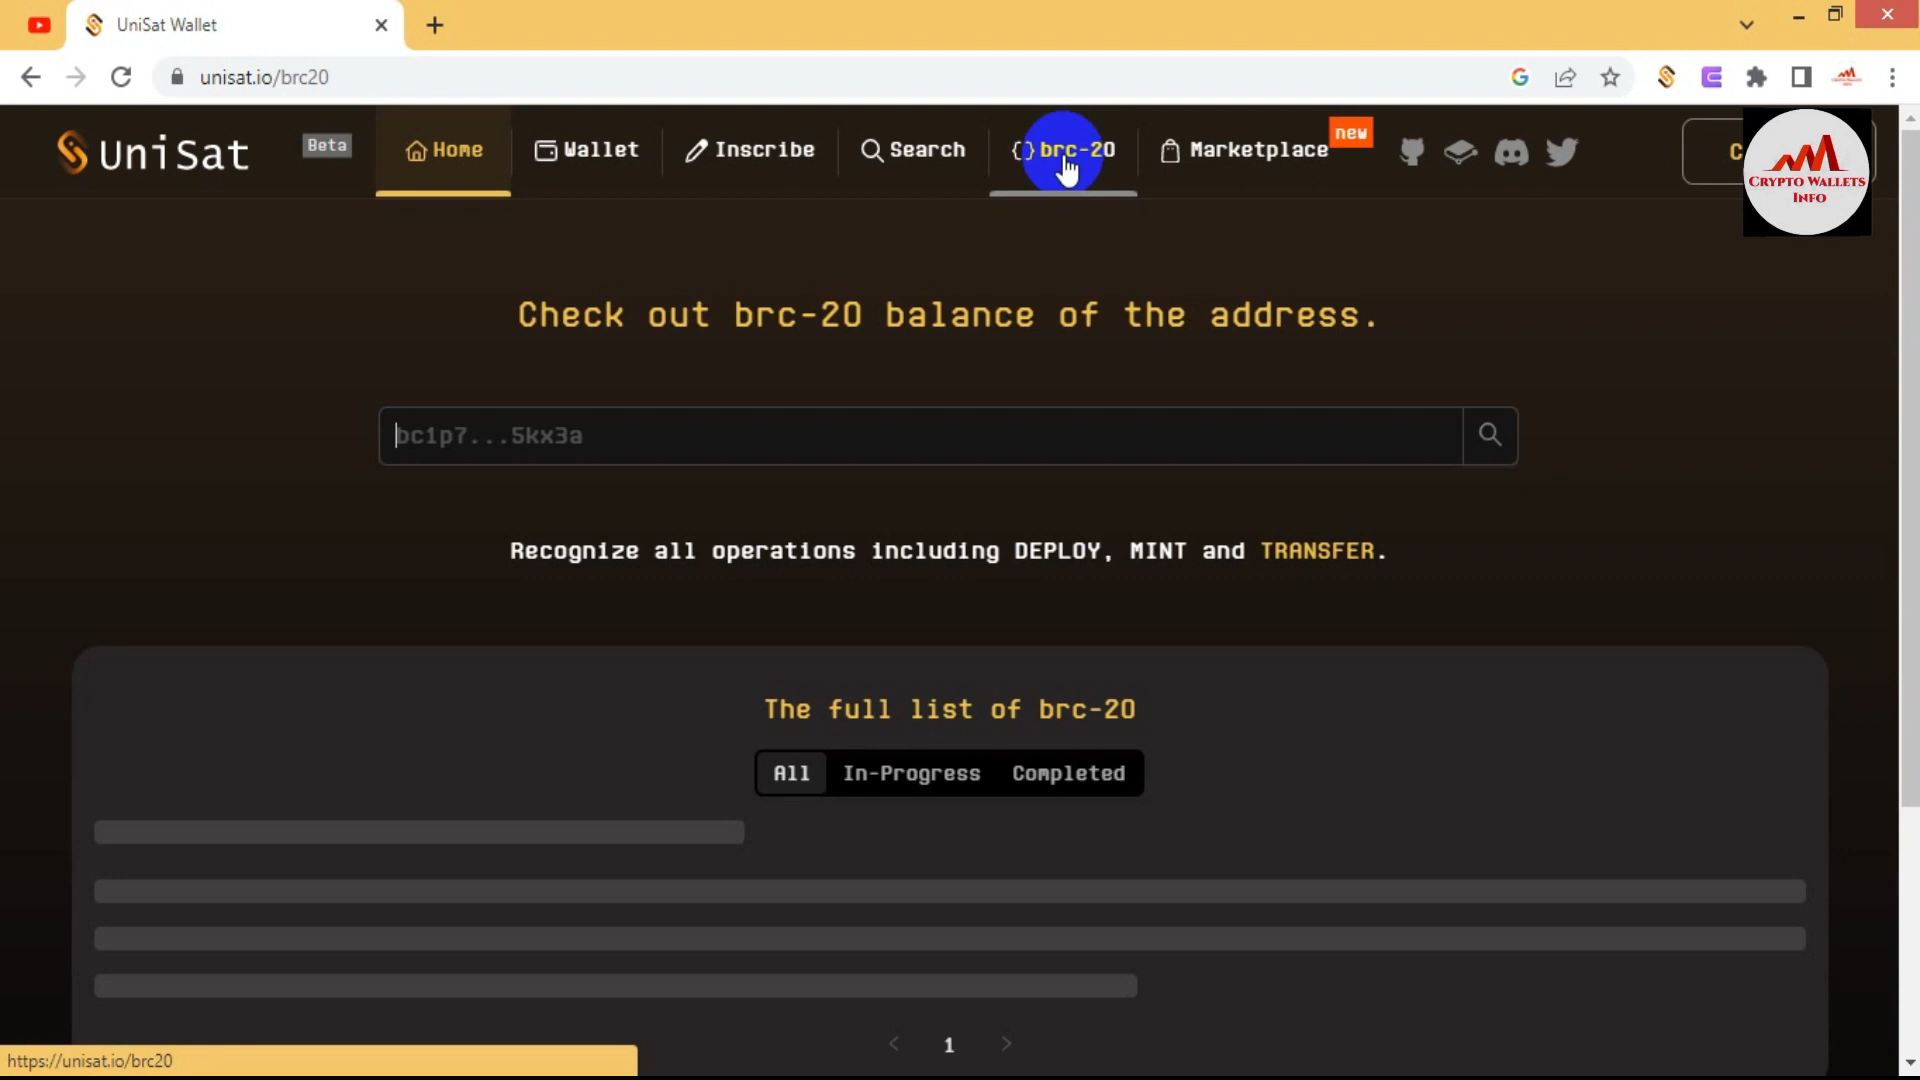 UniSat Wallet
unisat.io/brc20
UniSat
Beta
Home
Wallet
Inscribe
Search
{} brc-20
Marketplace
new
C
CRYPTO WALLETS
INFO
Check out brc-20 balance of the address.
bc1p7...5kx3a
Recognize all operations including DEPLOY, MINT and TRANSFER.
The full list of brc-20
All In-Progress Completed
< 1 >
https://unisat.io/brc20